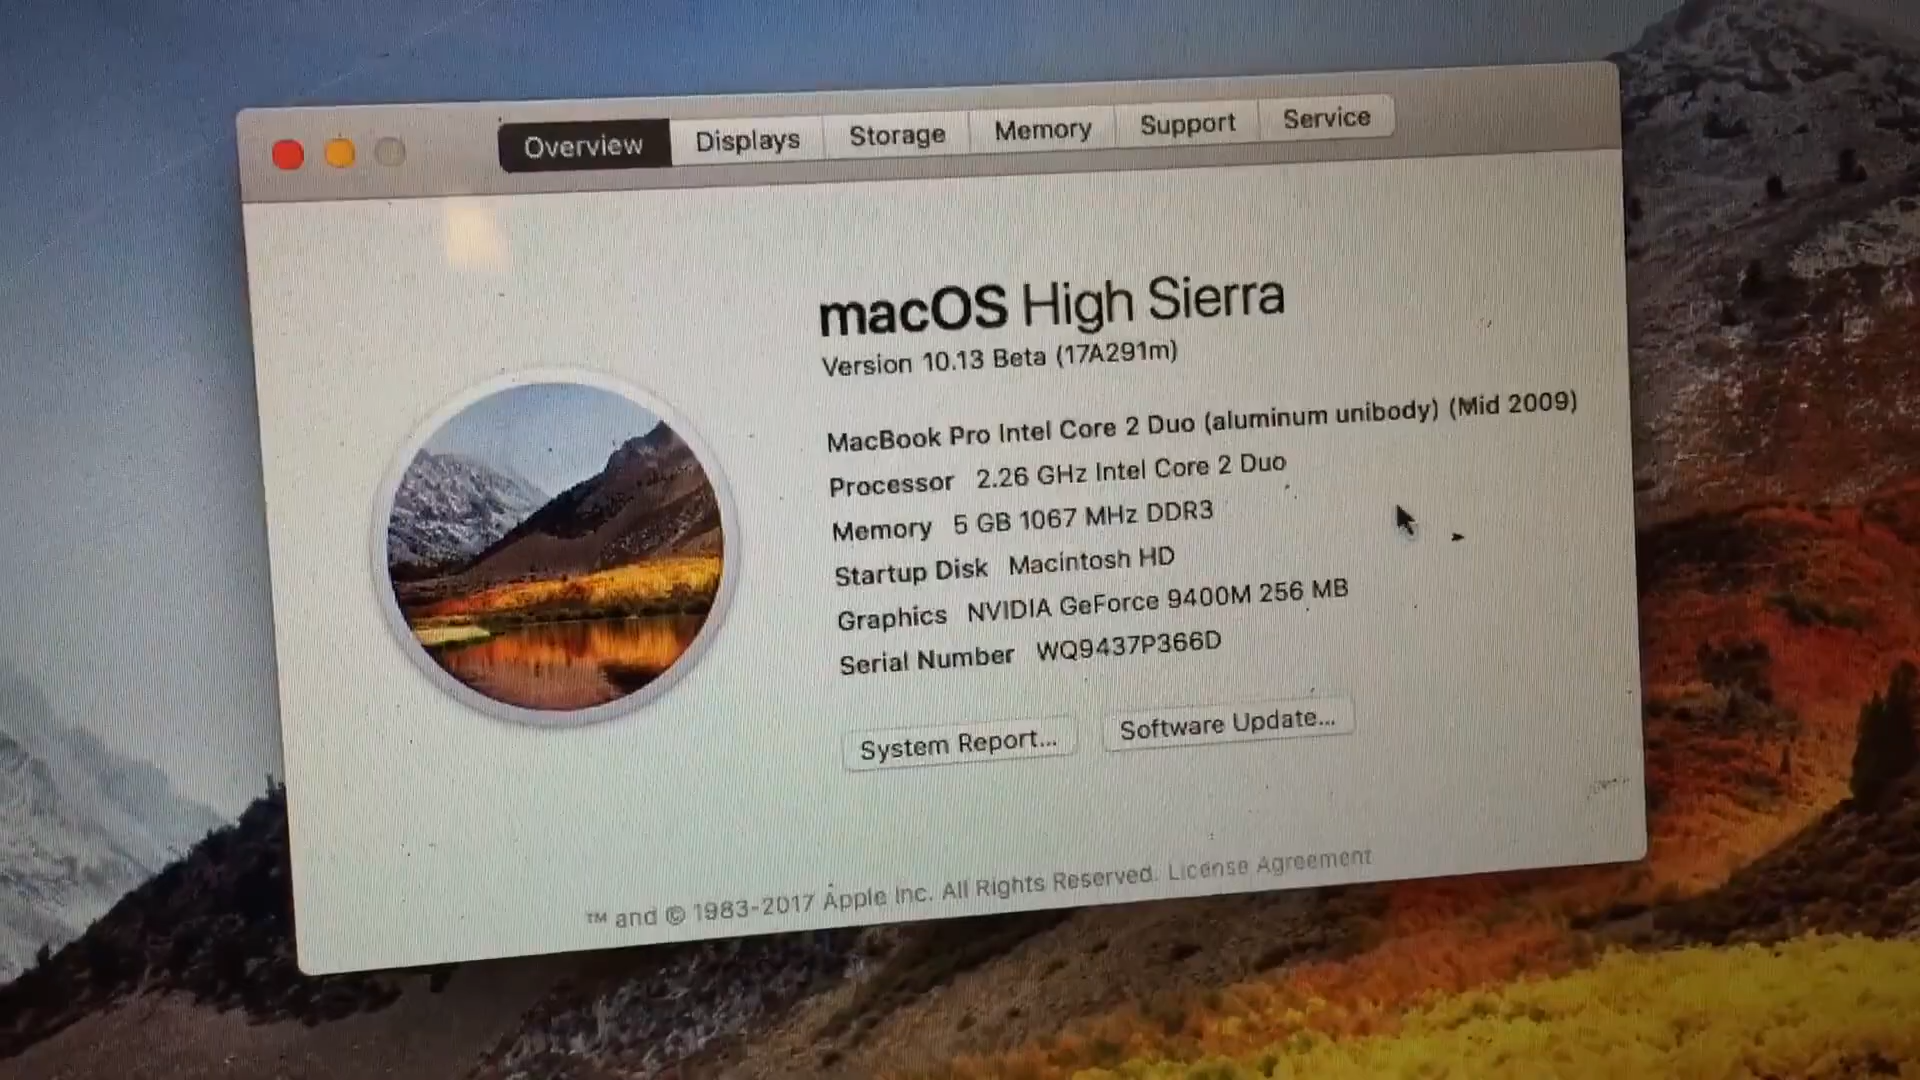 Overview Displays Storage Memory Support Service
macOS High Sierra
Version 10.13 Beta (17A291m)
MacBook Pro Intel Core 2 Duo (aluminum unibody) (Mid 2009)
Processor 2.26 GHz Intel Core 2 Duo
Memory 5 GB 1067 MHz DDR3
Startup Disk Macintosh HD
Graphics NVIDIA GeForce 9400M 256 MB
Serial Number WQ9437P366D
System Report... Software Update...
™ and © 1983-2017 Apple Inc. All Rights Reserved. License Agreement